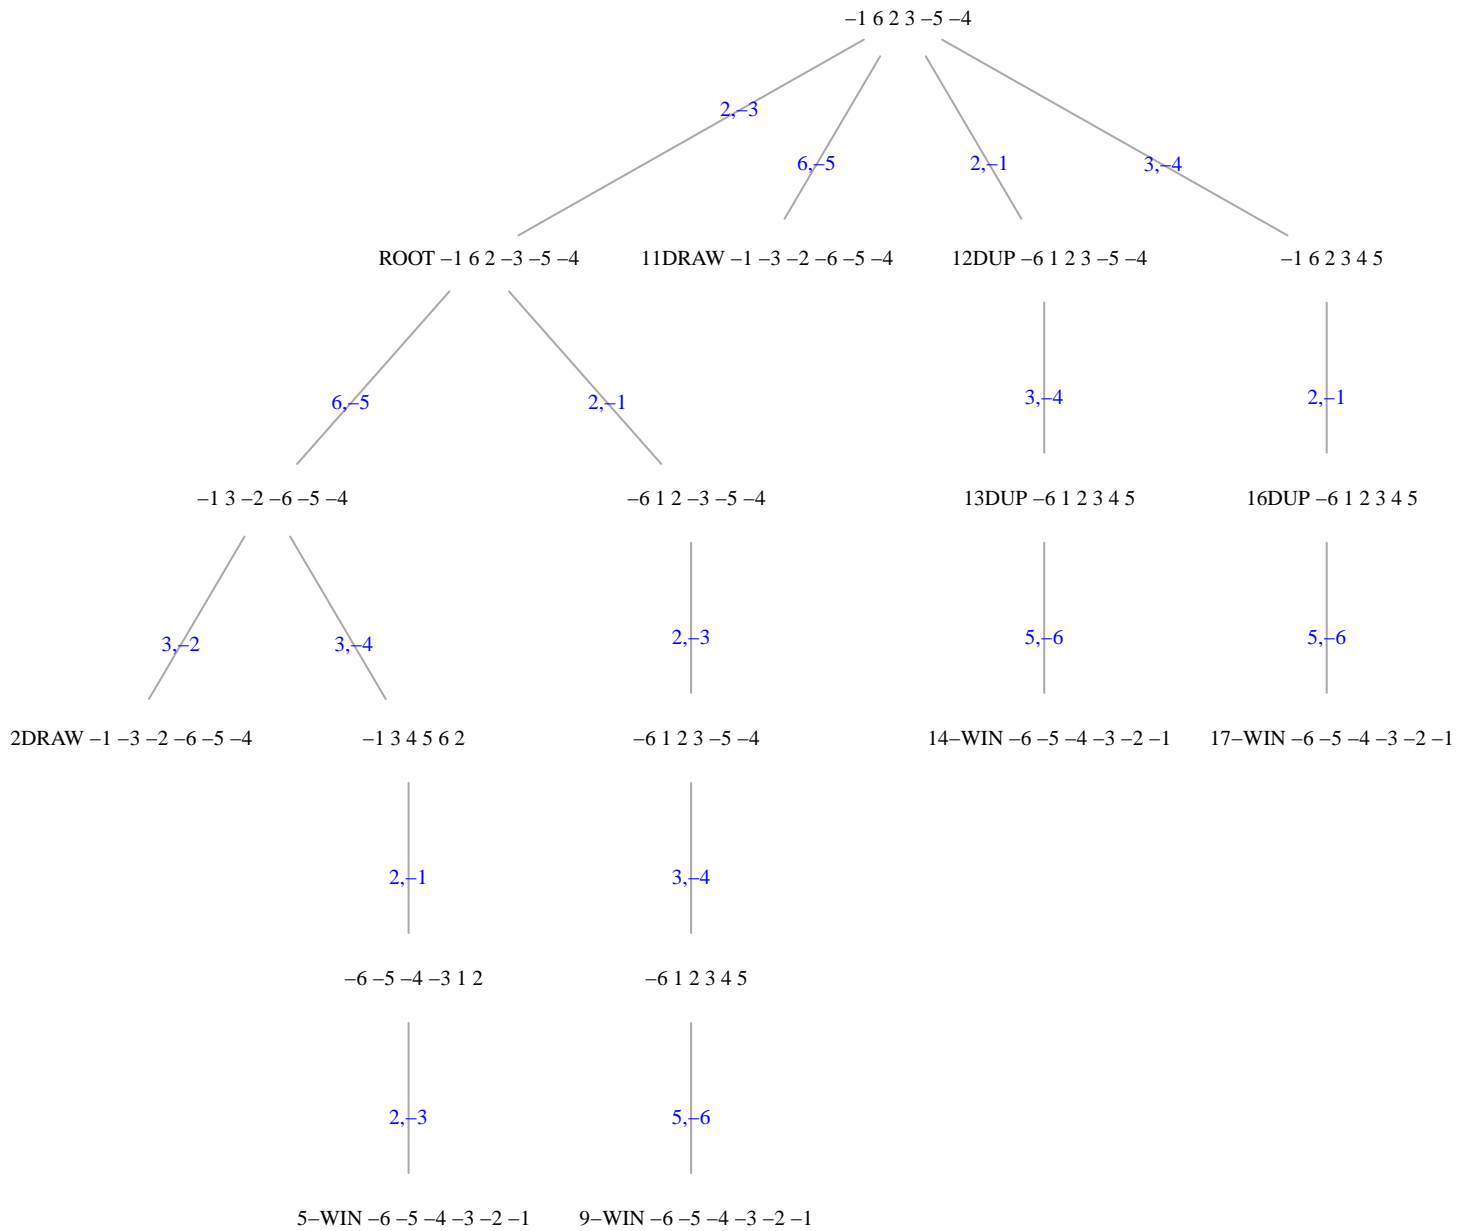 –1 6 2 3 –5 –4
2,–3
6,–5
2,–1
3,–4
ROOT –1 6 2 –3 –5 –4
11DRAW –1 –3 –2 –6 –5 –4
12DUP –6 1 2 3 –5 –4
–1 6 2 3 4 5
6,–5
2,–1
3,–4
2,–1
–1 3 –2 –6 –5 –4
–6 1 2 –3 –5 –4
13DUP –6 1 2 3 4 5
16DUP –6 1 2 3 4 5
3,–2
3,–4
2,–3
5,–6
5,–6
2DRAW –1 –3 –2 –6 –5 –4
–1 3 4 5 6 2
–6 1 2 3 –5 –4
14–WIN –6 –5 –4 –3 –2 –1
17–WIN –6 –5 –4 –3 –2 –1
2,–1
3,–4
–6 –5 –4 –3 1 2
–6 1 2 3 4 5
2,–3
5,–6
5–WIN –6 –5 –4 –3 –2 –1
9–WIN –6 –5 –4 –3 –2 –1